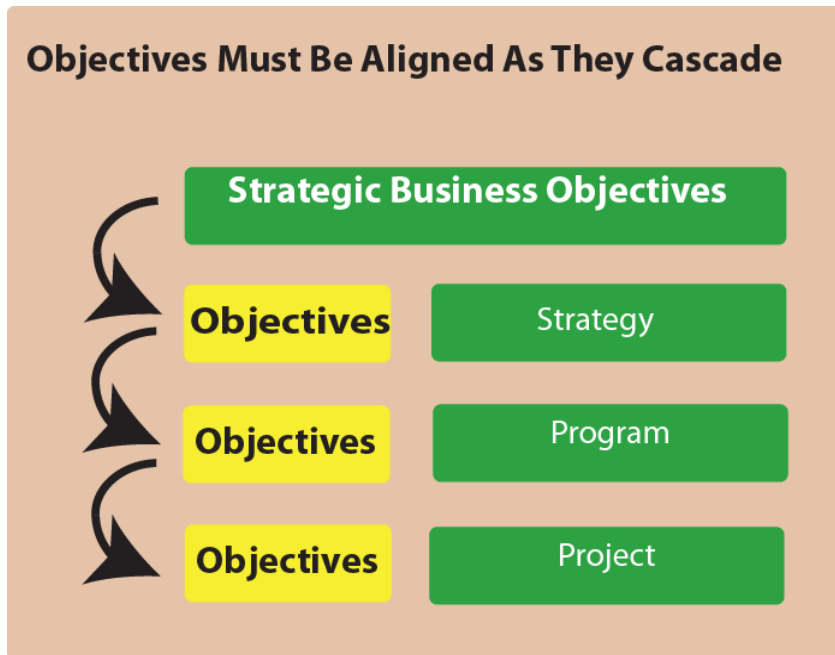 Objectives Must Be Aligned As They Cascade
Strategic Business Objectives
Objectives Strategy
Objectives Program
Objectives Project